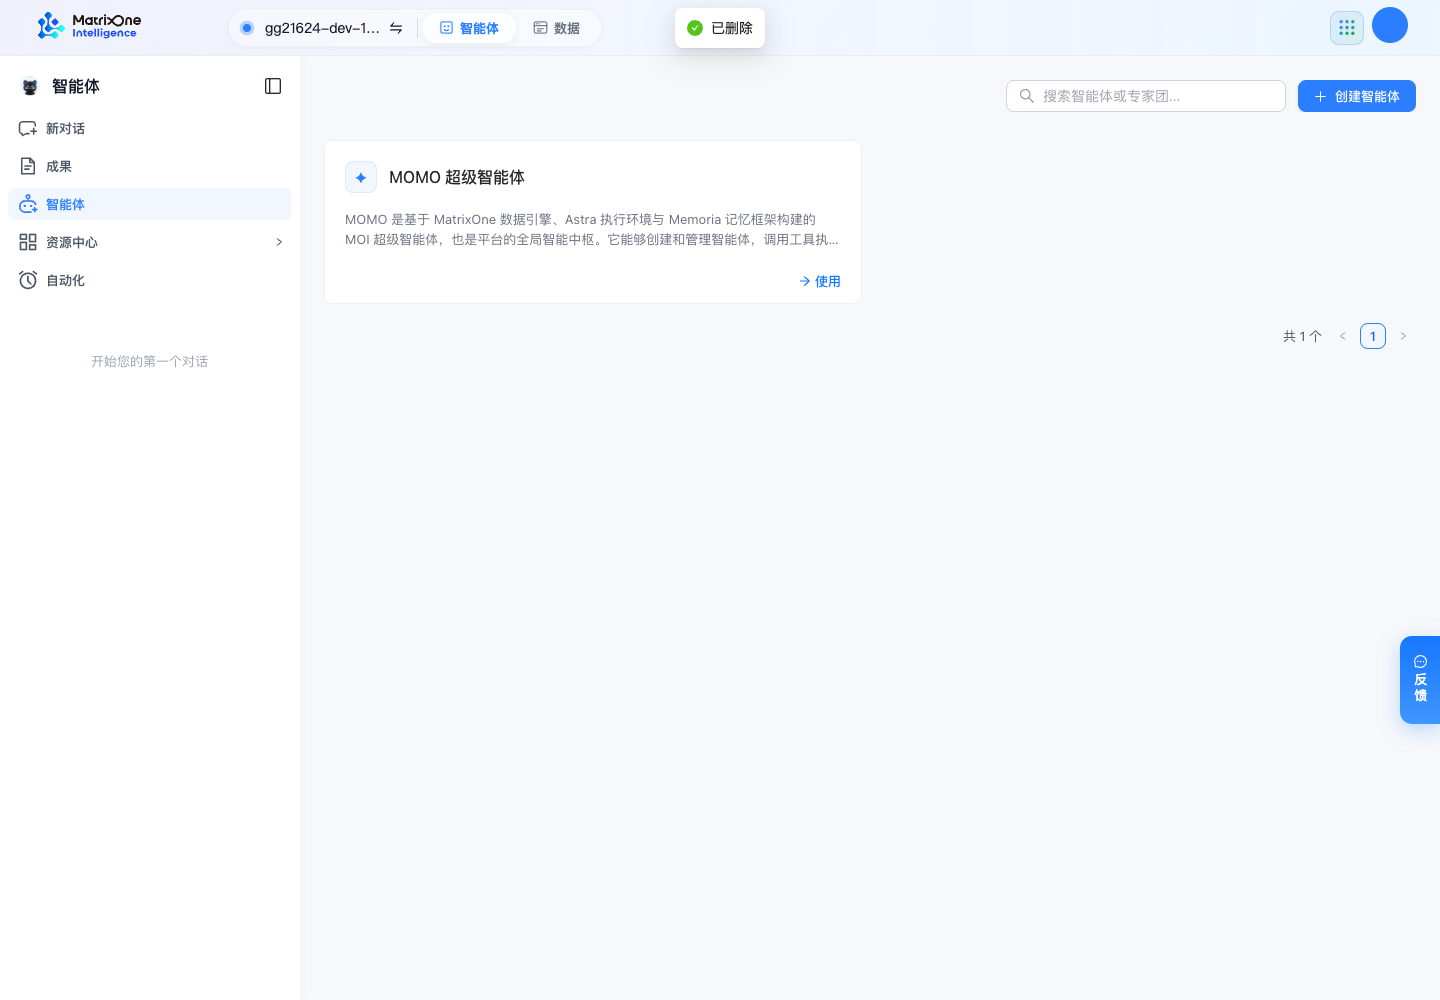 MatrixOne
Intelligence
gg21624-dev-1...
智能体
数据
已删除
智能体
新对话
成果
智能体
资源中心
自动化
开始您的第一个对话
搜索智能体或专家团...
创建智能体
MOMO 超级智能体
MOMO 是基于 MatrixOne 数据引擎、Astra 执行环境与 Memoria 记忆框架构建的
MOI 超级智能体，也是平台的全局智能中枢。它能够创建和管理智能体，调用工具执...
使用
共 1 个
1
反
馈